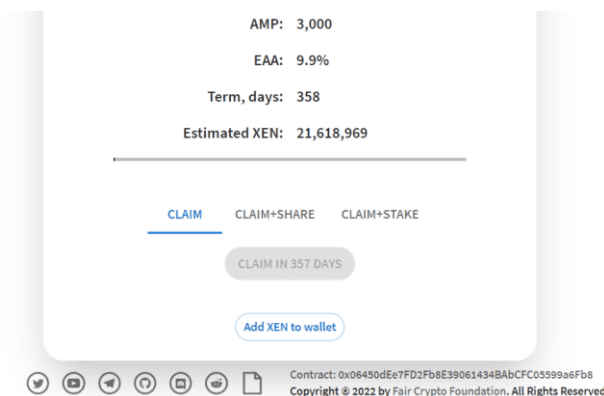 AMP: 3,000
EAA: 9.9%
Term, days: 358
Estimated XEN: 21,618,969
CLAIM CLAIM+SHARE CLAIM+STAKE
CLAIM IN 357 DAYS
Add XEN to wallet
Contract: 0x06450dEe7FD2Fb8E39061434BAbCFC05599a6Fb8
Copyright © 2022 by Fair Crypto Foundation. All Rights Reserved